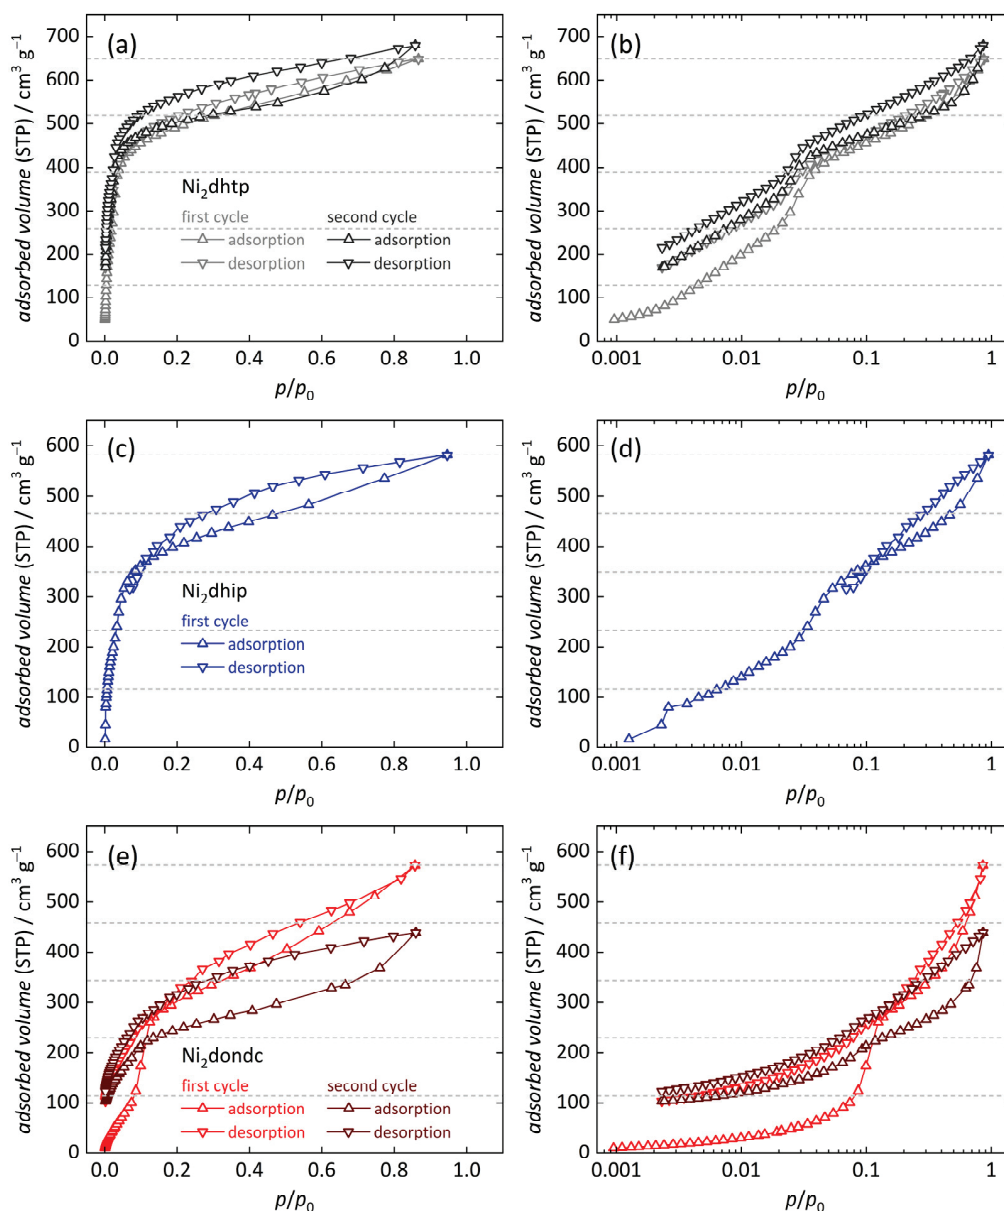 (a)
700
600
500
400
300
200
100
0
adsorbed volume (STP) / cm³ g⁻¹
Ni₂dhtp
first cycle second cycle
adsorption adsorption
desorption desorption
0.0 0.2 0.4 0.6 0.8 1.0
p/p₀
(b)
700
600
500
400
300
200
100
0
adsorbed volume (STP) / cm³ g⁻¹
0.001 0.01 0.1 1
p/p₀
(c)
600
500
400
300
200
100
0
adsorbed volume (STP) / cm³ g⁻¹
Ni₂dhip
first cycle
adsorption
desorption
0.0 0.2 0.4 0.6 0.8 1.0
p/p₀
(d)
600
500
400
300
200
100
0
adsorbed volume (STP) / cm³ g⁻¹
0.001 0.01 0.1 1
p/p₀
(e)
600
500
400
300
200
100
0
adsorbed volume (STP) / cm³ g⁻¹
Ni₂dondc
first cycle second cycle
adsorption adsorption
desorption desorption
0.0 0.2 0.4 0.6 0.8 1.0
p/p₀
(f)
600
500
400
300
200
100
0
adsorbed volume (STP) / cm³ g⁻¹
0.001 0.01 0.1 1
p/p₀